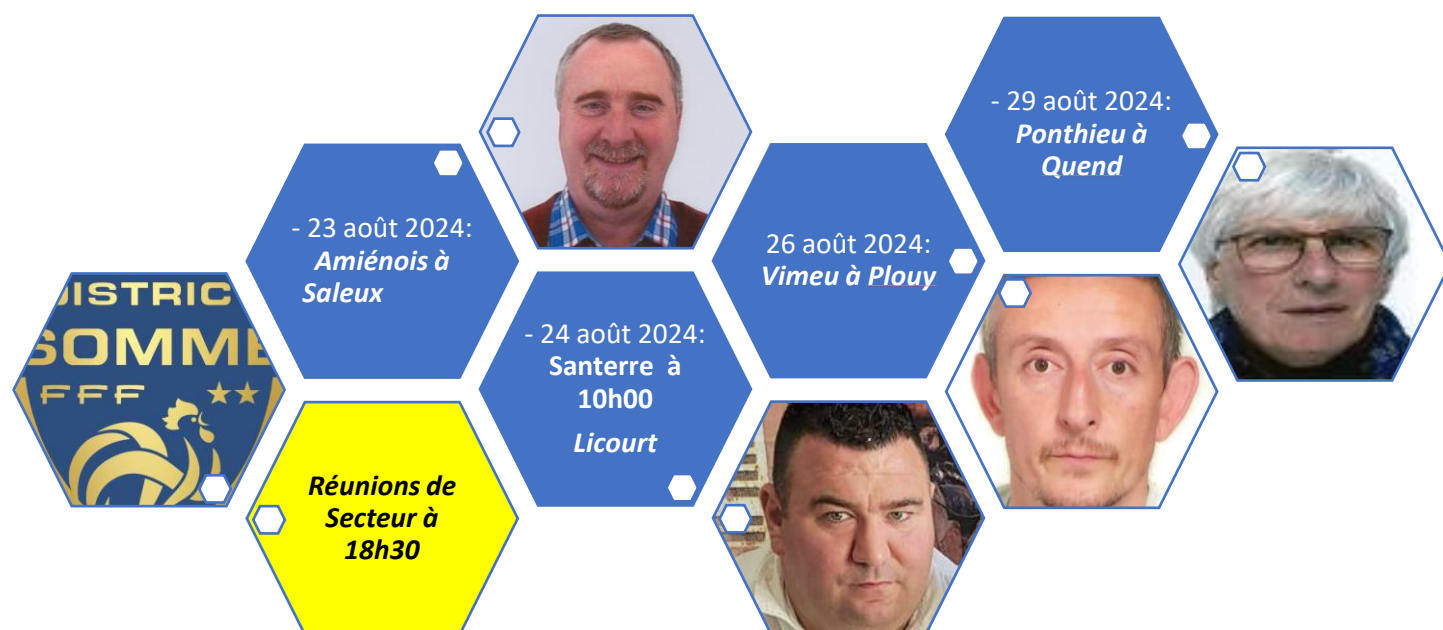 DISTRIC
SOMME
FFF
- 23 août 2024:
Amiénois à
Saleux
Réunions de
Secteur à
18h30
- 24 août 2024:
Santerre à
10h00
Licourt
26 août 2024:
Vimeu à Plouy
- 29 août 2024:
Ponthieu à
Quend